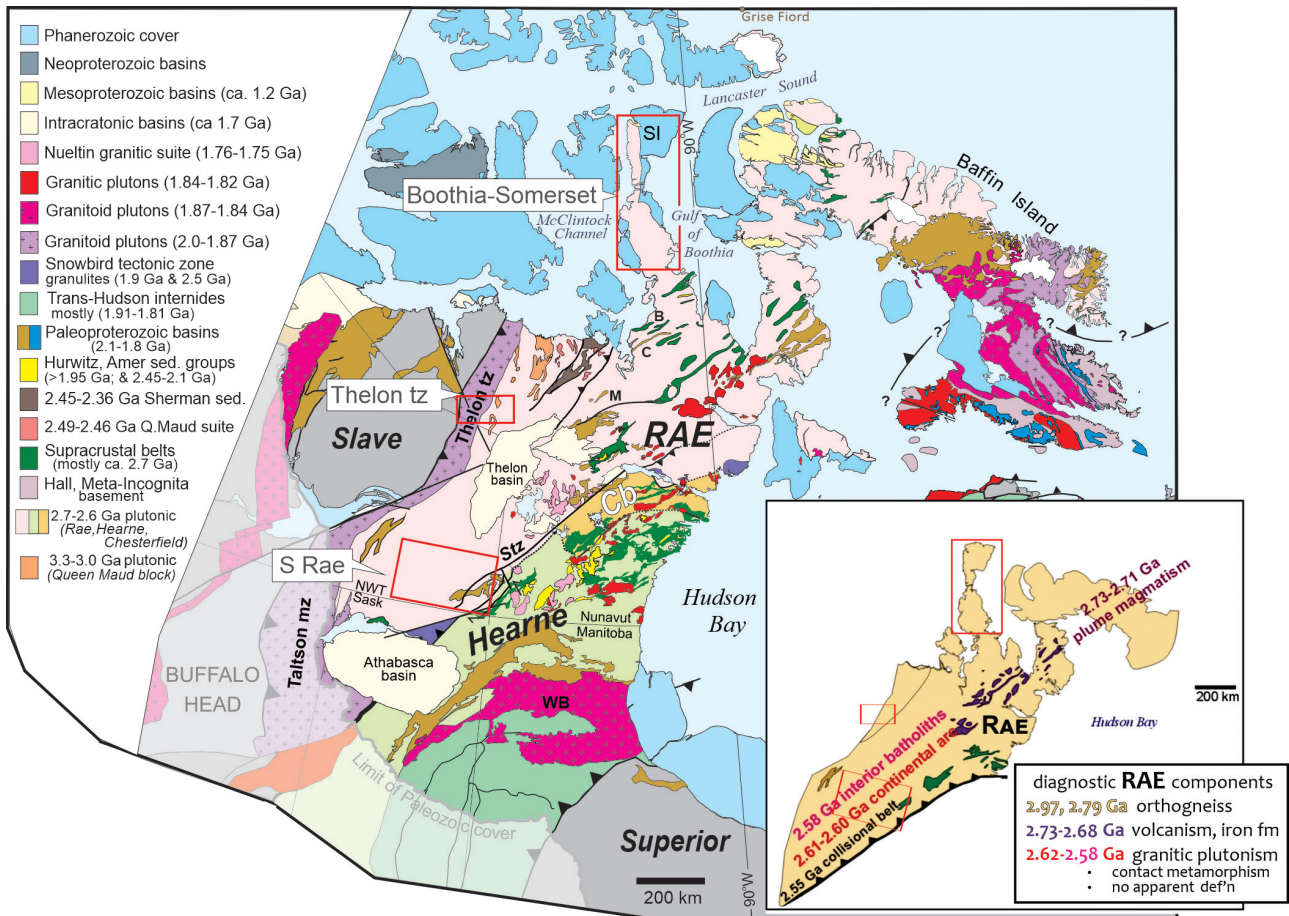 Phanerozoic cover
Neoproterozoic basins
Mesoproterozoic basins (ca. 1.2 Ga)
Intracratonic basins (ca 1.7 Ga)
Nueltin granitic suite (1.76-1.75 Ga)
Granitic plutons (1.84-1.82 Ga)
Granitoid plutons (1.87-1.84 Ga)
Granitoid plutons (2.0-1.87 Ga)
Snowbird tectonic zone
granulites (1.9 Ga & 2.5 Ga)
Trans-Hudson internides
mostly (1.91-1.81 Ga)
Paleoproterozoic basins
(2.1-1.8 Ga)
Hurwitz, Amer sed. groups
(>1.95 Ga; & 2.45-2.1 Ga)
2.45-2.36 Ga Sherman sed.
2.49-2.46 Ga Q.Maud suite
Supracrustal belts
(mostly ca. 2.7 Ga)
Hall, Meta-Incognita
basement
2.7-2.6 Ga plutonic
(Rae,Hearne,
Chesterfield)
3.3-3.0 Ga plutonic
(Queen Maud block)
Grise Fiord
Lancaster Sound
SI
90°W
Boothia-Somerset
McClintock
Channel
Gulf
of
Boothia
Baffin Island
B
C
M
?
?
?
?
Thelon tz
Thelon tz
Slave
RAE
Thelon
basin
Cb
Stz
S Rae
NWT
Sask
Hearne
Nunavut
Manitoba
Hudson
Bay
Taltson mz
Athabasca
basin
BUFFALO
HEAD
WB
Limit of Paleozoic cover
Superior
200 km
90°W
2.73-2.71 Ga
plume magmatism
200 km
RAE
Hudson Bay
2.58 Ga interior batholiths
2.61-2.60 Ga continental arc
2.55 Ga collisional belt
diagnostic RAE components
2.97, 2.79 Ga orthogneiss
2.73-2.68 Ga volcanism, iron fm
2.62-2.58 Ga granitic plutonism
· contact metamorphism
· no apparent def'n